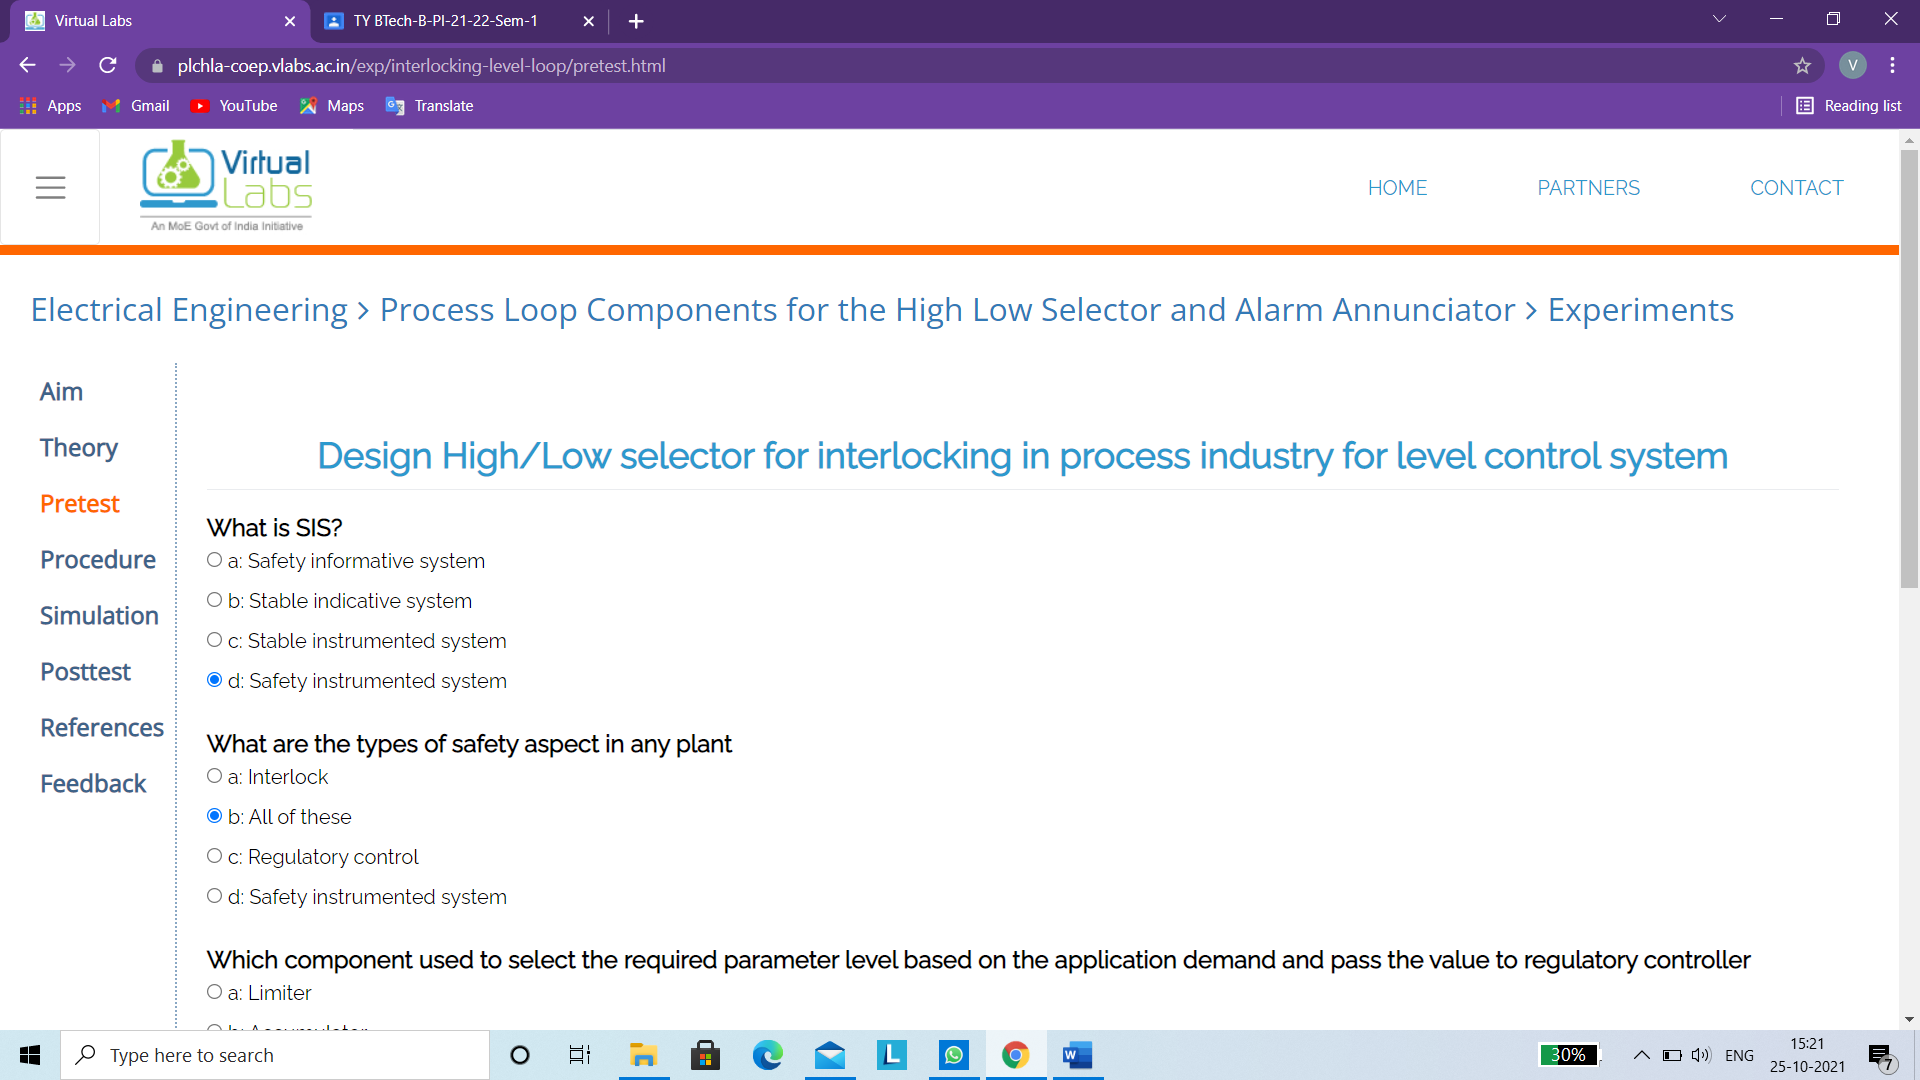 Virtual Labs
TY BTech-B-PI-21-22-Sem-1
plchla-coep.vlabs.ac.in/exp/interlocking-level-loop/pretest.html
V
Apps
Gmail
YouTube
Maps
Translate
Reading list
Virtual
Labs
An MoE Govt of India Initiative
HOME
PARTNERS
CONTACT
Electrical Engineering > Process Loop Components for the High Low Selector and Alarm Annunciator > Experiments
Aim
Theory
Pretest
Procedure
Simulation
Posttest
References
Feedback
Design High/Low selector for interlocking in process industry for level control system
What is SIS?
a: Safety informative system
b: Stable indicative system
c: Stable instrumented system
d: Safety instrumented system
What are the types of safety aspect in any plant
a: Interlock
b: All of these
c: Regulatory control
d: Safety instrumented system
Which component used to select the required parameter level based on the application demand and pass the value to regulatory controller
a: Limiter
b: Accumulator
Type here to search
L
W
30%
ENG
15:21
25-10-2021
7